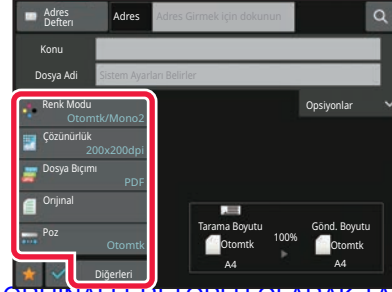 Adres
Defteri
Adres
Adres Girmek için dokunun
Konu
Dosya Adi
Sistem Ayarları Belirler
Renk Modu
Otomtk/Mono2
Opsiyonlar
Çözünürlük
200x200dpi
Dosya Biçimi
PDF
Orijinal
Poz
Otomtk
Tarama Boyutu
Otomtk
A4
100%
Gönd. Boyutu
Otomtk
A4
Diğerleri